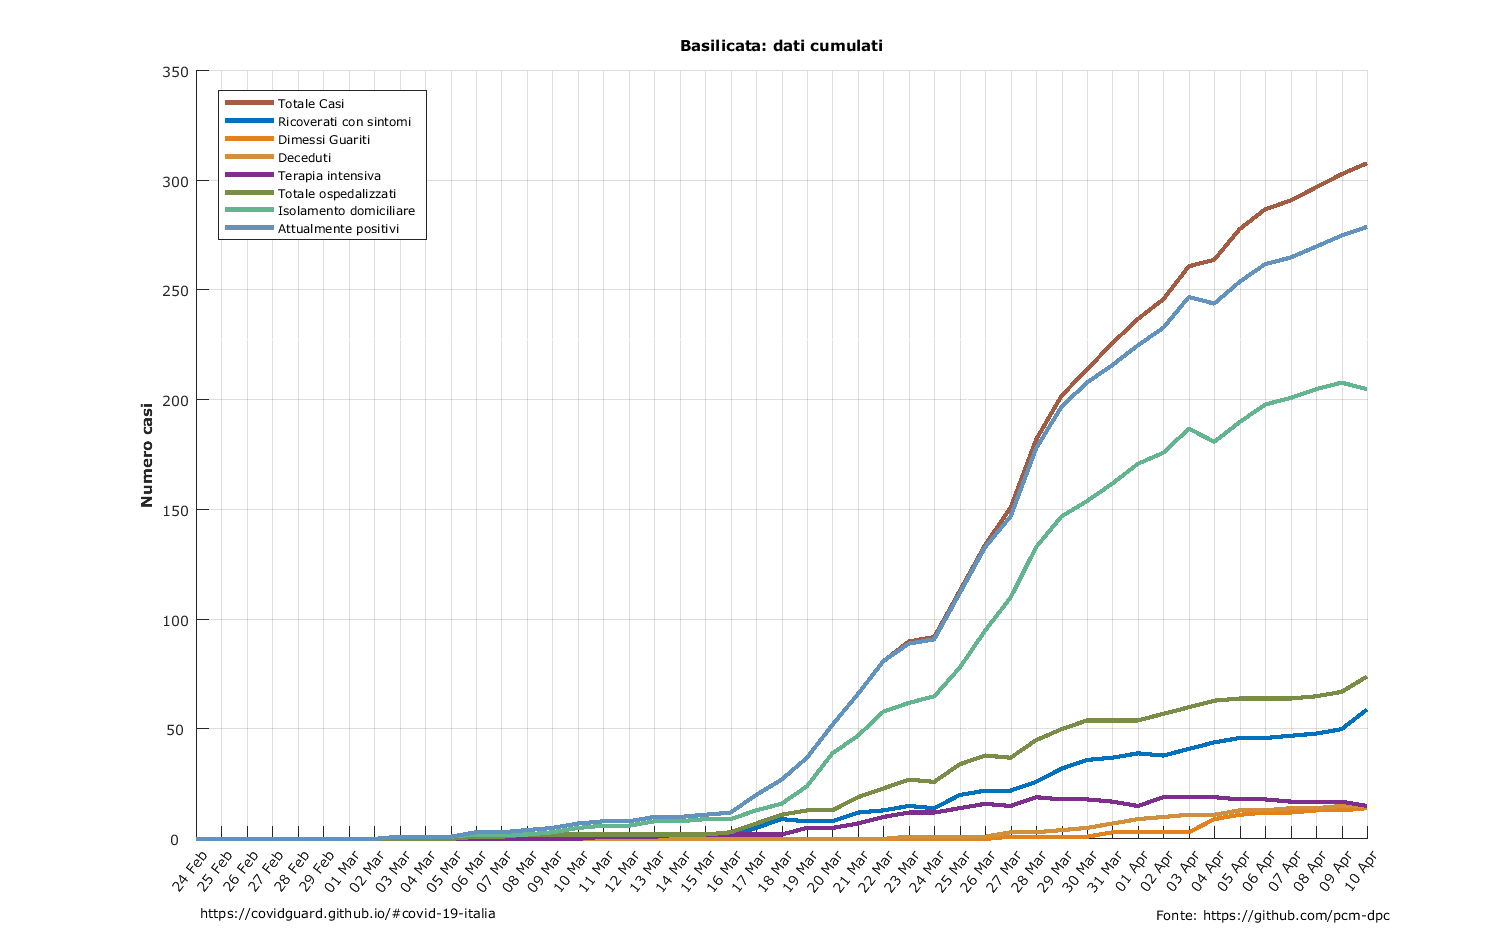 Basilicata: dati cumulati
350
300
250
200
150
100
50
0
Numero casi
Totale Casi
Ricoverati con sintomi
Dimessi Guariti
Deceduti
Terapia intensiva
Totale ospedalizzati
Isolamento domiciliare
Attualmente positivi
24 Feb
25 Feb
26 Feb
27 Feb
28 Feb
29 Feb
01 Mar
02 Mar
03 Mar
04 Mar
05 Mar
06 Mar
07 Mar
08 Mar
09 Mar
10 Mar
11 Mar
12 Mar
13 Mar
14 Mar
15 Mar
16 Mar
17 Mar
18 Mar
19 Mar
20 Mar
21 Mar
22 Mar
23 Mar
24 Mar
25 Mar
26 Mar
27 Mar
28 Mar
29 Mar
30 Mar
31 Mar
01 Apr
02 Apr
03 Apr
04 Apr
05 Apr
06 Apr
07 Apr
08 Apr
09 Apr
10 Apr
https://covidguard.github.io/#covid-19-italia
Fonte: https://github.com/pcm-dpc